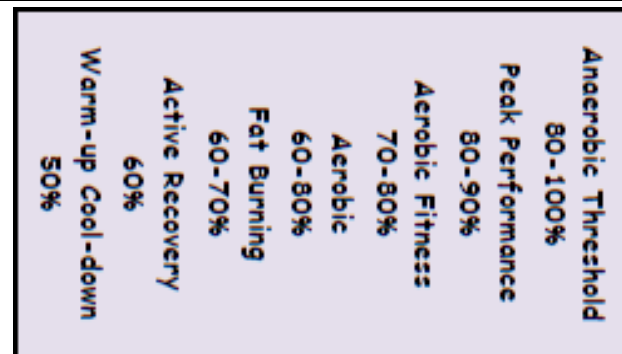 Anaerobic Threshold
80-100%
Peak Performance
80-90%
Aerobic Fitness
70-80%
Aerobic
60-80%
Fat Burning
60-70%
Active Recovery
60%
Warm-up Cool-down
50%